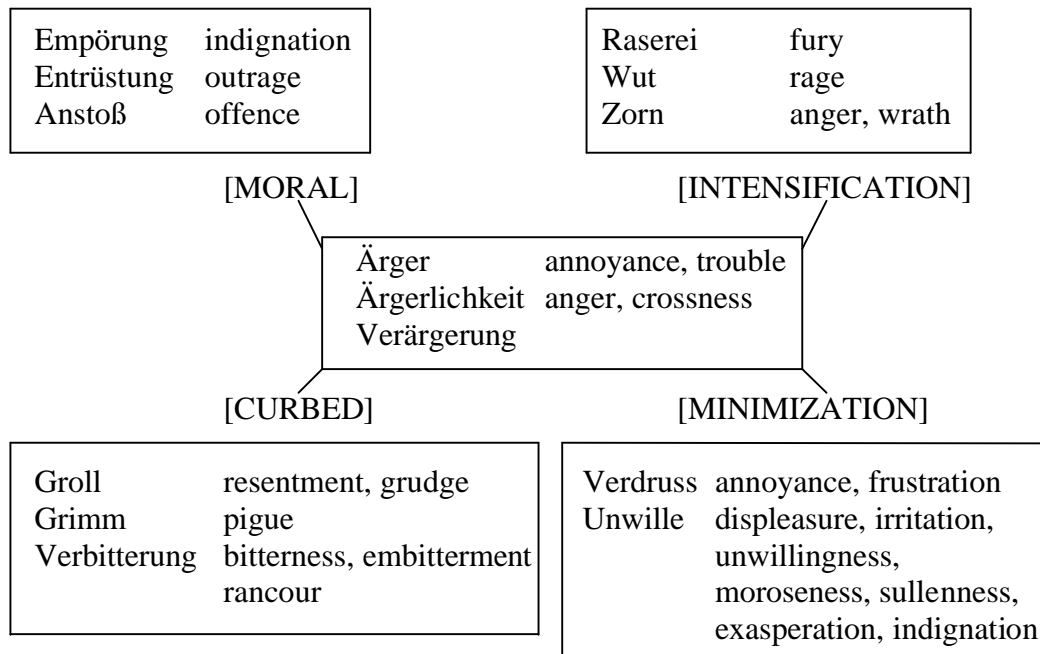 Empörung indignation
Entrüstung outrage
Anstoß offence
Raserei fury
Wut rage
Zorn anger, wrath
[MORAL]
[INTENSIFICATION]
Ärger annoyance, trouble
Ärgerlichkeit anger, crossness
Verärgerung
[CURBED]
[MINIMIZATION]
Groll resentment, grudge
Grimm pigue
Verbitterung bitterness, embitterment
rancour
Verdruss annoyance, frustration
Unwille displeasure, irritation,
unwillingness,
moroseness, sullenness,
exasperation, indignation